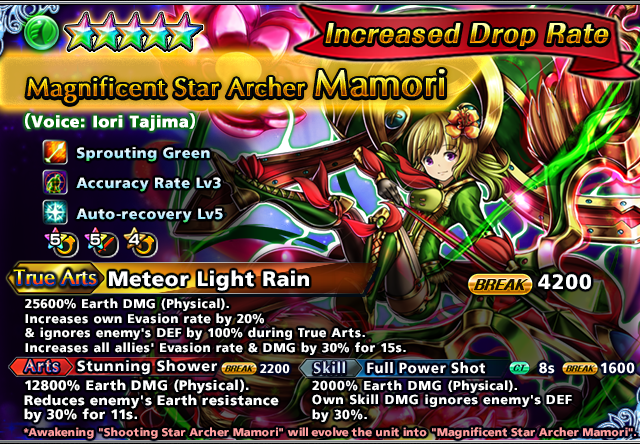 Increased Drop Rate
Magnificent Star Archer Mamori
(Voice: Iori Tajima)
Sprouting Green
Accuracy Rate Lv3
Auto-recovery Lv5
5 5 4
True Arts Meteor Light Rain BREAK 4200
25600% Earth DMG (Physical).
Increases own Evasion rate by 20%
& ignores enemy's DEF by 100% during True Arts.
Increases all allies' Evasion rate & DMG by 30% for 15s.
Arts Stunning Shower BREAK 2200
12800% Earth DMG (Physical).
Reduces enemy's Earth resistance
by 30% for 11s.
Skill Full Power Shot CT 8s BREAK 1600
2000% Earth DMG (Physical).
Own Skill DMG ignores enemy's DEF
by 30%.
*Awakening "Shooting Star Archer Mamori" will evolve the unit into "Magnificent Star Archer Mamori".